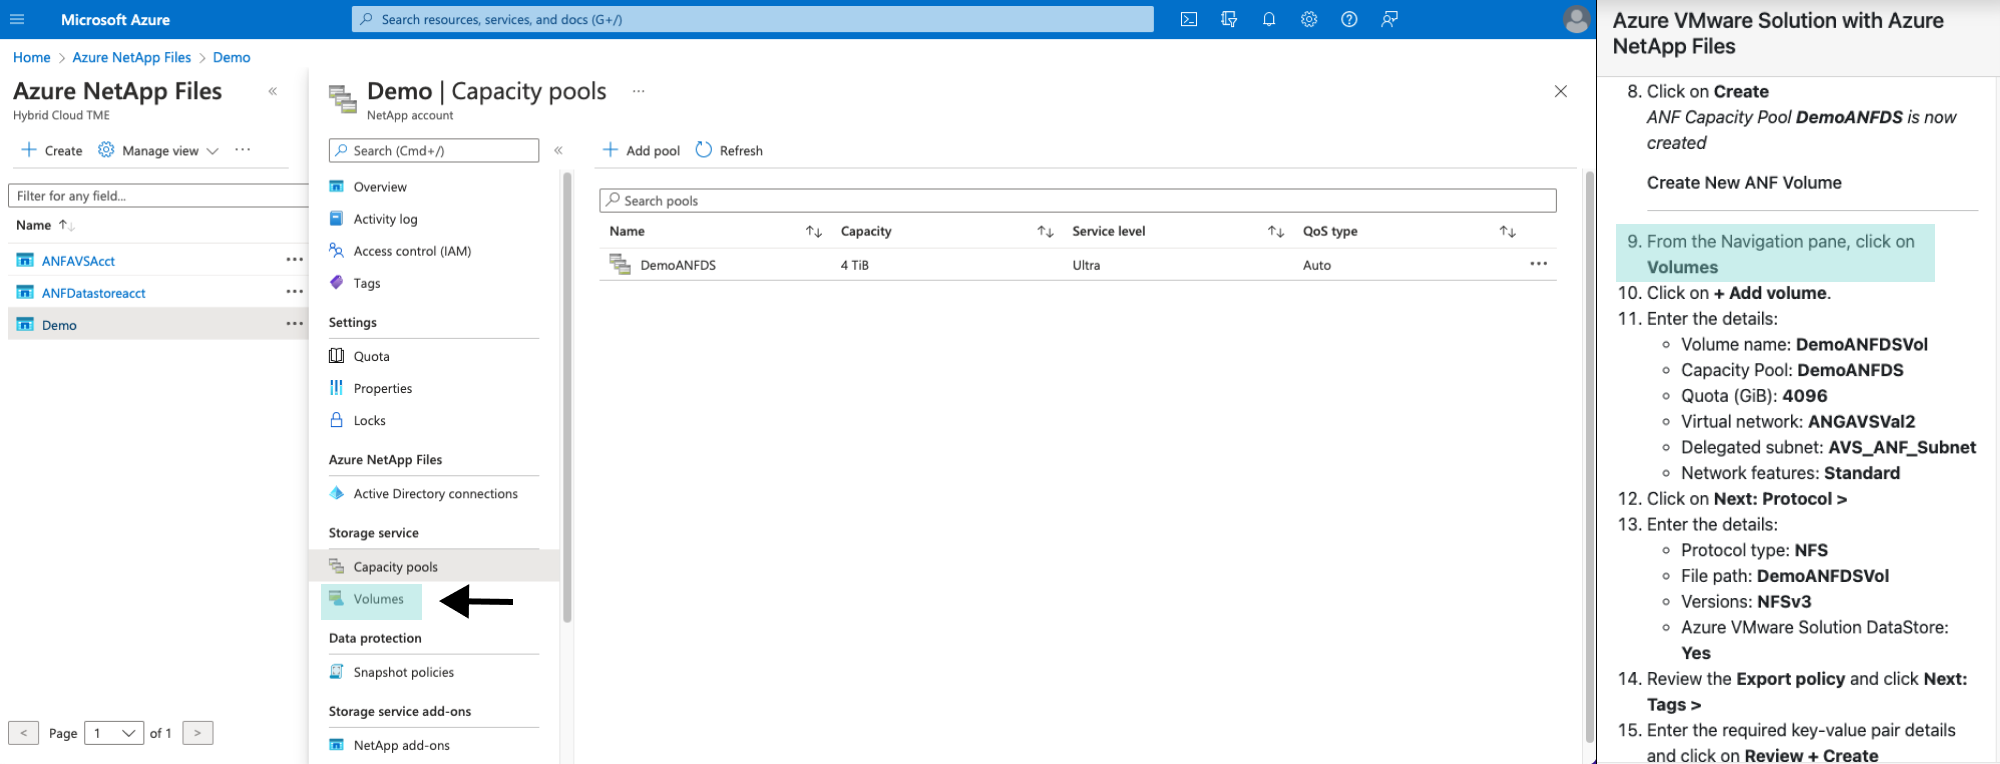 Microsoft Azure
Search resources, services, and docs (G+/)
Home > Azure NetApp Files > Demo
Azure NetApp Files
Hybrid Cloud TME
Create
Manage view
Filter for any field...
Name
ANFAVSAcct
ANFDatastoreacct
Demo
< Page 1 of 1 >
Demo | Capacity pools
NetApp account
Search (Cmd+/)
Overview
Activity log
Access control (IAM)
Tags
Settings
Quota
Properties
Locks
Azure NetApp Files
Active Directory connections
Storage service
Capacity pools
Volumes
Data protection
Snapshot policies
Storage service add-ons
NetApp add-ons
Add pool
Refresh
Search pools
Name Capacity Service level QoS type
DemoANFDS 4 TiB Ultra Auto
Azure VMware Solution with Azure
NetApp Files
8. Click on Create
ANF Capacity Pool DemoANFDS is now
created
Create New ANF Volume
9. From the Navigation pane, click on
Volumes
10. Click on + Add volume.
11. Enter the details:
Volume name: DemoANFDSVol
Capacity Pool: DemoANFDS
Quota (GiB): 4096
Virtual network: ANGAVSVal2
Delegated subnet: AVS_ANF_Subnet
Network features: Standard
12. Click on Next: Protocol >
13. Enter the details:
Protocol type: NFS
File path: DemoANFDSVol
Versions: NFSv3
Azure VMware Solution DataStore:
Yes
14. Review the Export policy and click Next:
Tags >
15. Enter the required key-value pair details
and click on Review + Create